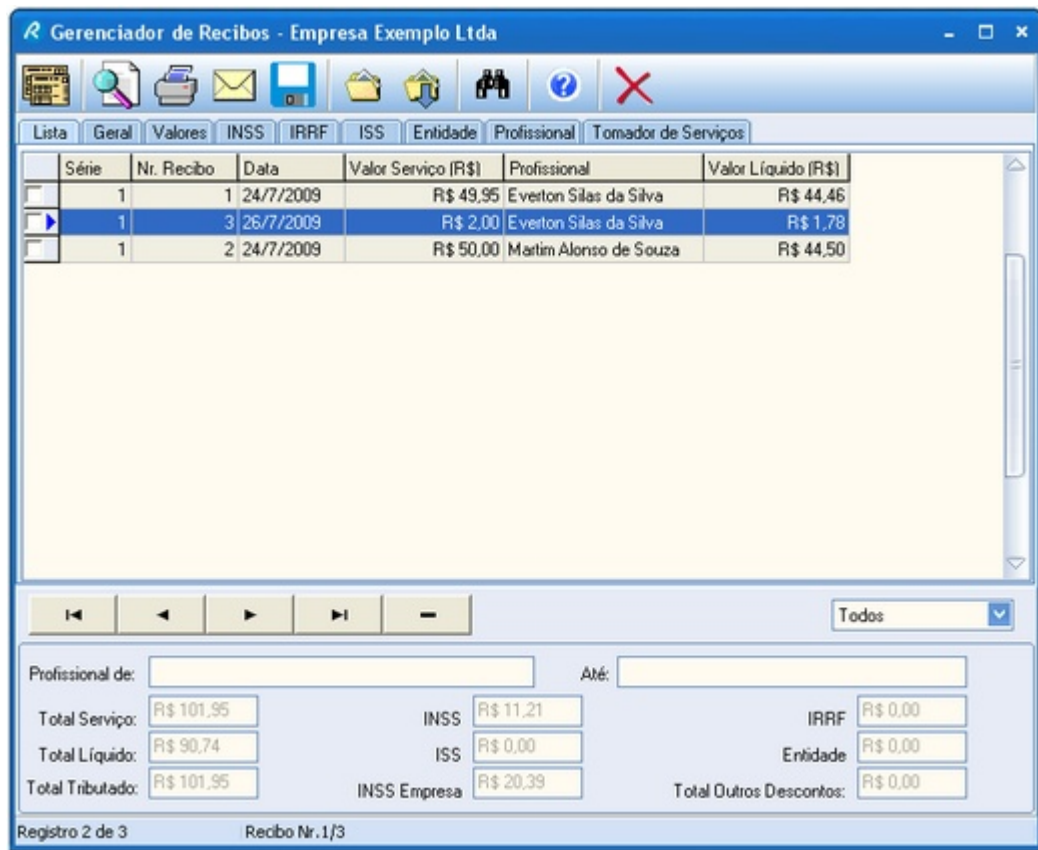 Gerenciador de Recibos - Empresa Exemplo Ltda
Lista Geral Valores INSS IRRF ISS Entidade Profissional Tomador de Serviços
Série Nr. Recibo Data Valor Serviço (R$) Profissional Valor Líquido (R$)
1 1 24/7/2009 R$ 49,95 Everton Silas da Silva R$ 44,46
1 3 26/7/2009 R$ 2,00 Everton Silas da Silva R$ 1,78
1 2 24/7/2009 R$ 50,00 Martim Alonso de Souza R$ 44,50
Todos
Profissional de: Até:
Total Serviço: R$ 101,95 INSS R$ 11,21 IRRF R$ 0,00
Total Líquido: R$ 90,74 ISS R$ 0,00 Entidade R$ 0,00
Total Tributado: R$ 101,95 INSS Empresa R$ 20,39 Total Outros Descontos: R$ 0,00
Registro 2 de 3 Recibo Nr.1/3